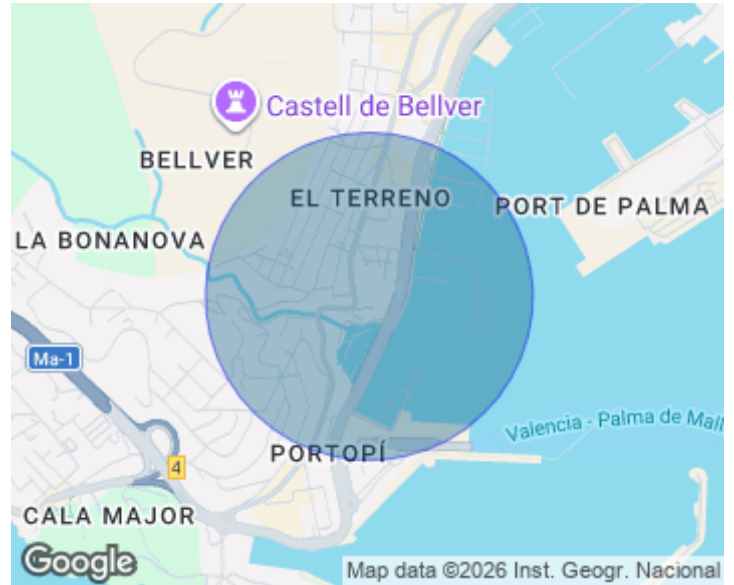 Castell de Bellver
BELLVER
EL TERRENO
PORT DE PALMA
LA BONANOVA
Ma-1
Valencia - Palma de Mall
PORTOPÍ
4
CALA MAJOR
Google
Map data ©2026 Inst. Geogr. Nacional